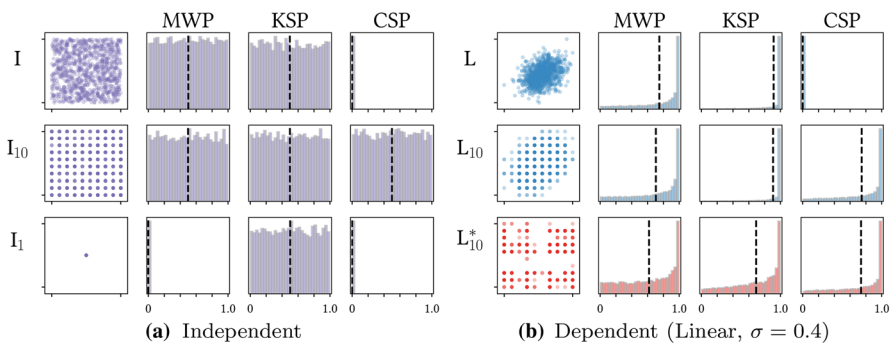 MWP KSP CSP MWP KSP CSP
I L
I10 L10
I1 L*10
0 1.0 0 1.0 0 1.0 0 1.0 0 1.0 0 1.0
(a) Independent (b) Dependent (Linear, σ = 0.4)